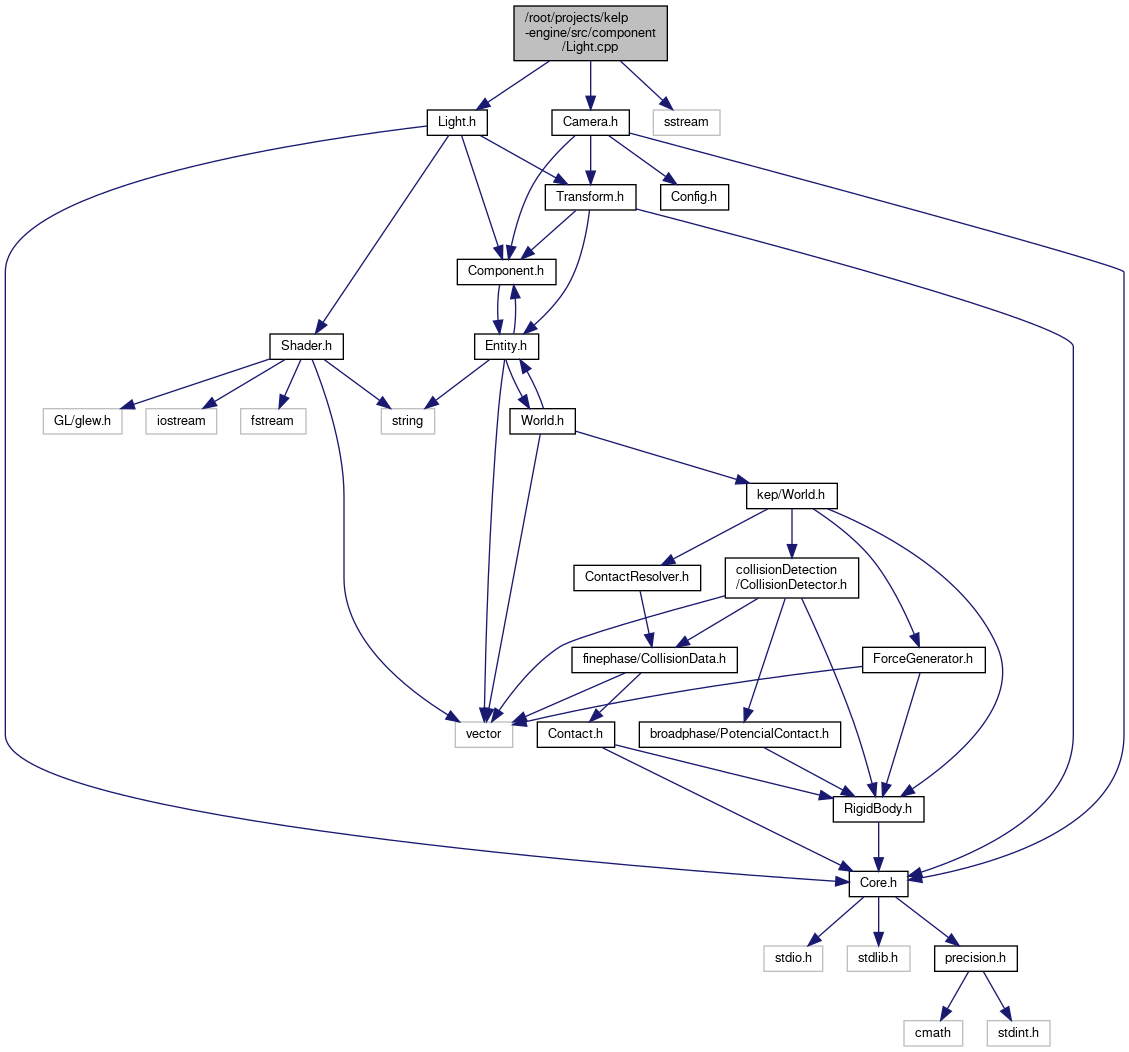 /root/projects/kelp
-engine/src/component
/Light.cpp
Light.h
Camera.h
sstream
Transform.h
Config.h
Component.h
Shader.h
Entity.h
GL/glew.h
iostream
fstream
string
World.h
kep/World.h
ContactResolver.h
collisionDetection
/CollisionDetector.h
finephase/CollisionData.h
ForceGenerator.h
vector
Contact.h
broadphase/PotencialContact.h
RigidBody.h
Core.h
stdio.h
stdlib.h
precision.h
cmath
stdint.h